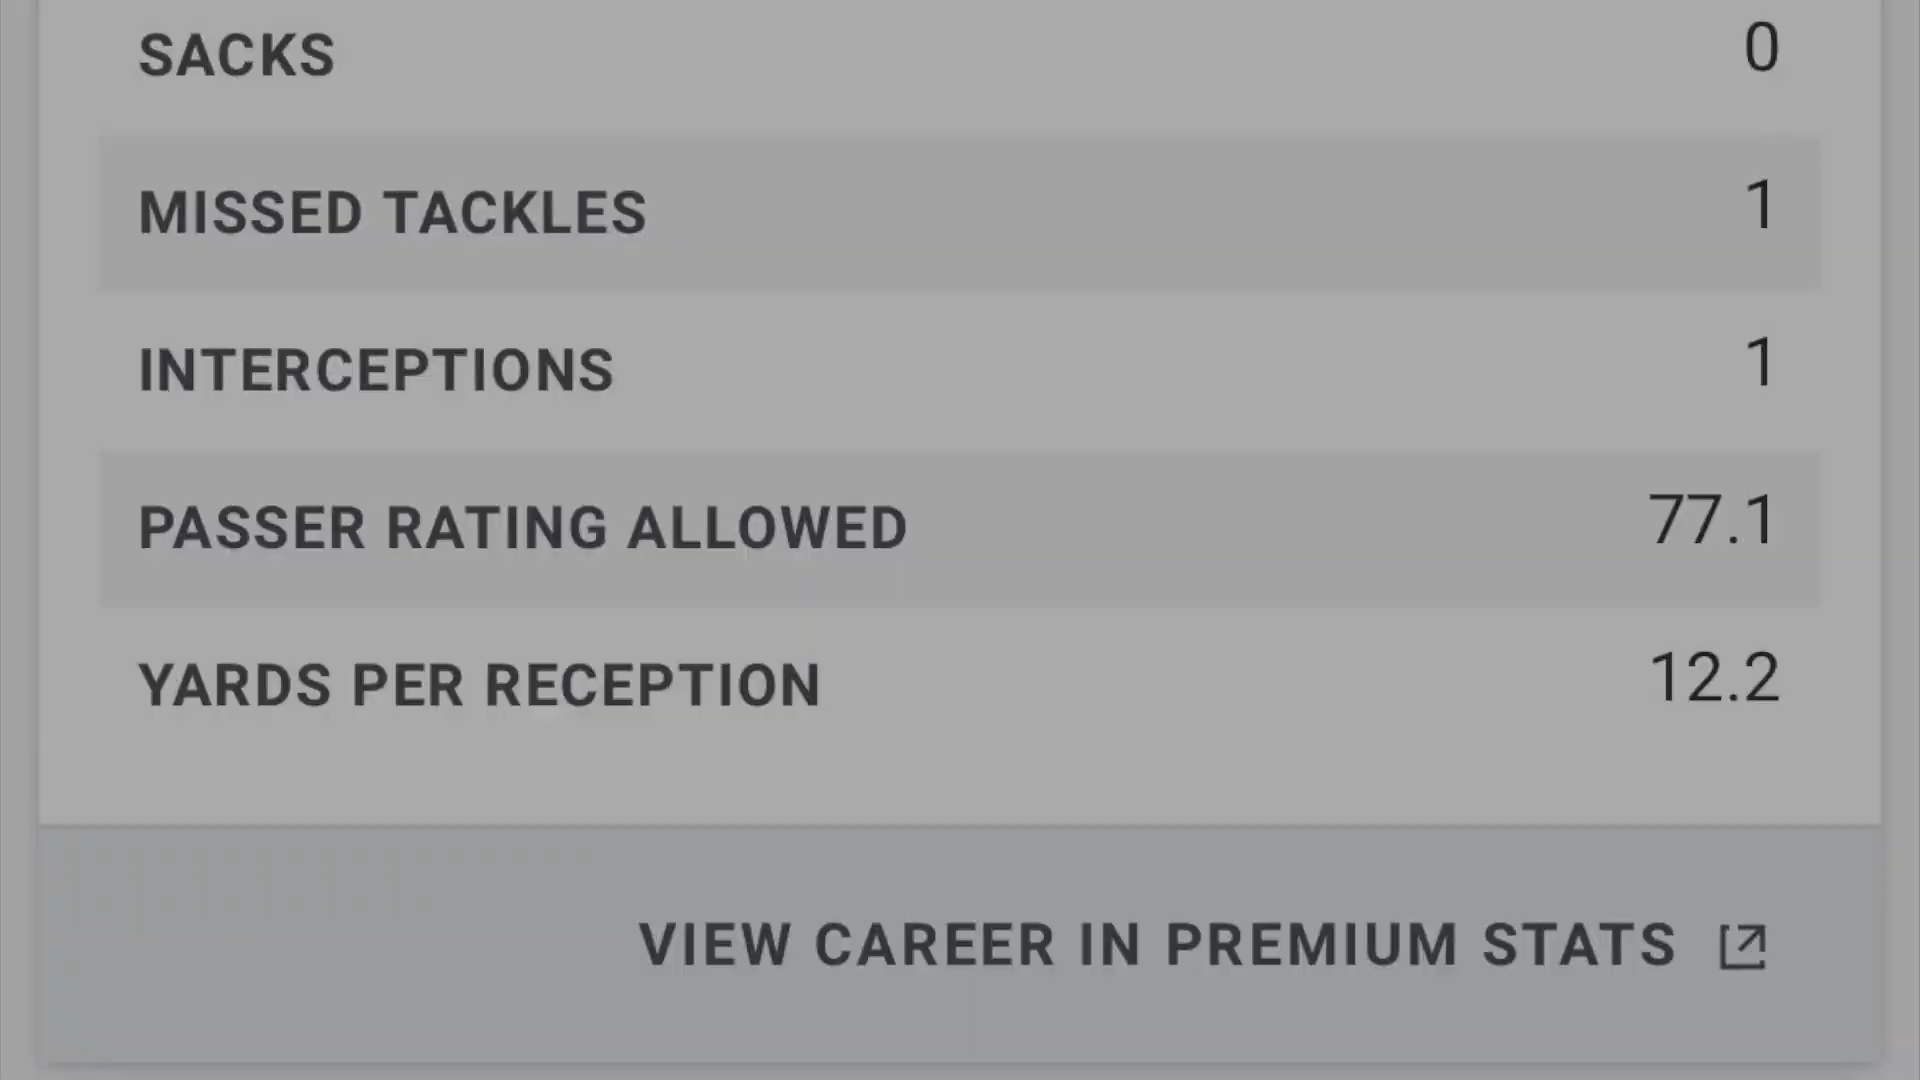 SACKS 0
MISSED TACKLES 1
INTERCEPTIONS 1
PASSER RATING ALLOWED 77.1
YARDS PER RECEPTION 12.2
VIEW CAREER IN PREMIUM STATS